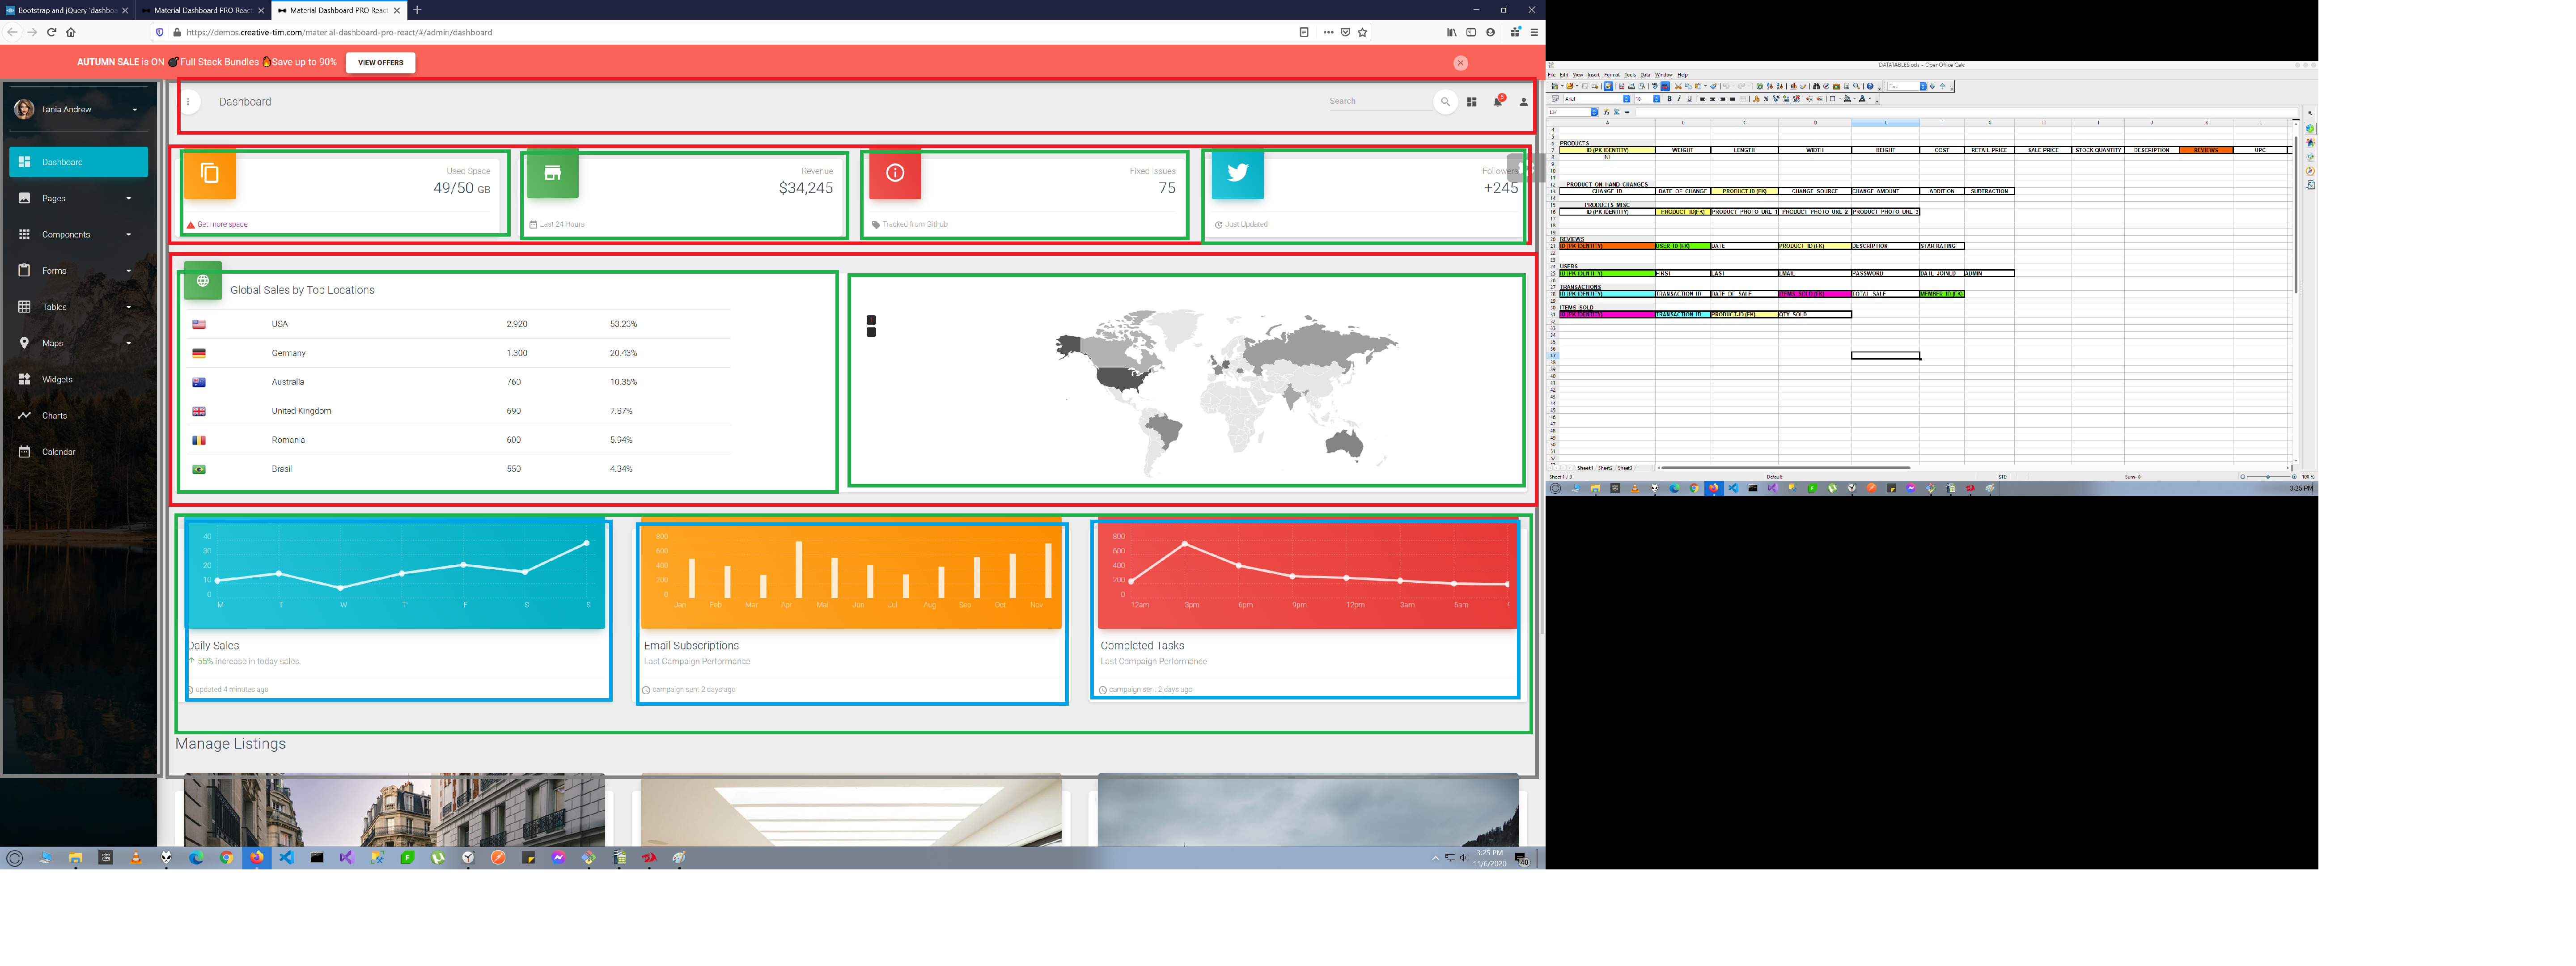 Bootstrap and jQuery 'dashboa
Material Dashboard PRO React
Material Dashboard PRO React
https://demos.creative-tim.com/material-dashboard-pro-react/#/admin/dashboard
AUTUMN SALE is ON Full Stack Bundles Save up to 90%
VIEW OFFERS
Tania Andrew
Dashboard
Pages
Components
Forms
Tables
Maps
Widgets
Charts
Calendar
Dashboard
Search
5
Used Space
49/50 GB
Get more space
Revenue
$34,245
Last 24 Hours
Fixed Issues
75
Tracked from Github
Followers
+245
Just Updated
Global Sales by Top Locations
USA 2.920 53.23%
Germany 1.300 20.43%
Australia 760 10.35%
United Kingdom 690 7.87%
Romania 600 5.94%
Brasil 550 4.34%
40
30
20
10
0
M T W T F S S
Daily Sales
55% increase in today sales.
updated 4 minutes ago
800
600
400
200
0
Jan Feb Mar Apr Mai Jun Jul Aug Sep Oct Nov
Email Subscriptions
Last Campaign Performance
campaign sent 2 days ago
800
600
400
200
0
12am 3pm 6pm 9pm 12pm 3am 6am
Completed Tasks
Last Campaign Performance
campaign sent 2 days ago
Manage Listings
3:25 PM
11/6/2020
40
DATATABLES.ods - OpenOffice Calc
File Edit View Insert Format Tools Data Window Help
Arial 10
PRODUCTS
ID (PK IDENTITY) WEIGHT LENGTH WIDTH HEIGHT COST RETAIL PRICE SALE PRICE STOCK QUANTITY DESCRIPTION REVIEWS UPC
INT
PRODUCT ON HAND CHANGES
CHANGE ID DATE OF CHANGE PRODUCT-ID (FK) CHANGE SOURCE CHANGE AMOUNT ADDITION SUBTRACTION
PRODUCTS MISC
ID (PK IDENTITY) PRODUCT ID(FK) PRODUCT PHOTO URL 1 PRODUCT PHOTO URL 2 PRODUCT PHOTO URL 3
REVIEWS
ID (PK IDENTITY) USER ID (FK) DATE PRODUCT ID (FK) DESCRIPTION STAR RATING
USERS
ID (PK IDENTITY) FIRST LAST EMAIL PASSWORD DATE JOINED ADMIN
TRANSACTIONS
ID (PK IDENTITY) TRANSACTION ID DATE OF SALE ITEMS SOLD (FK) TOTAL SALE MEMBER ID (FK)
ITEMS SOLD
ID (PK IDENTITY) TRANSACTION ID PRODUCT-ID (FK) QTY SOLD
Sheet1 Sheet2 Sheet3
Sheet 1 / 3 Default STD Sum=0 100 %
3:25 PM